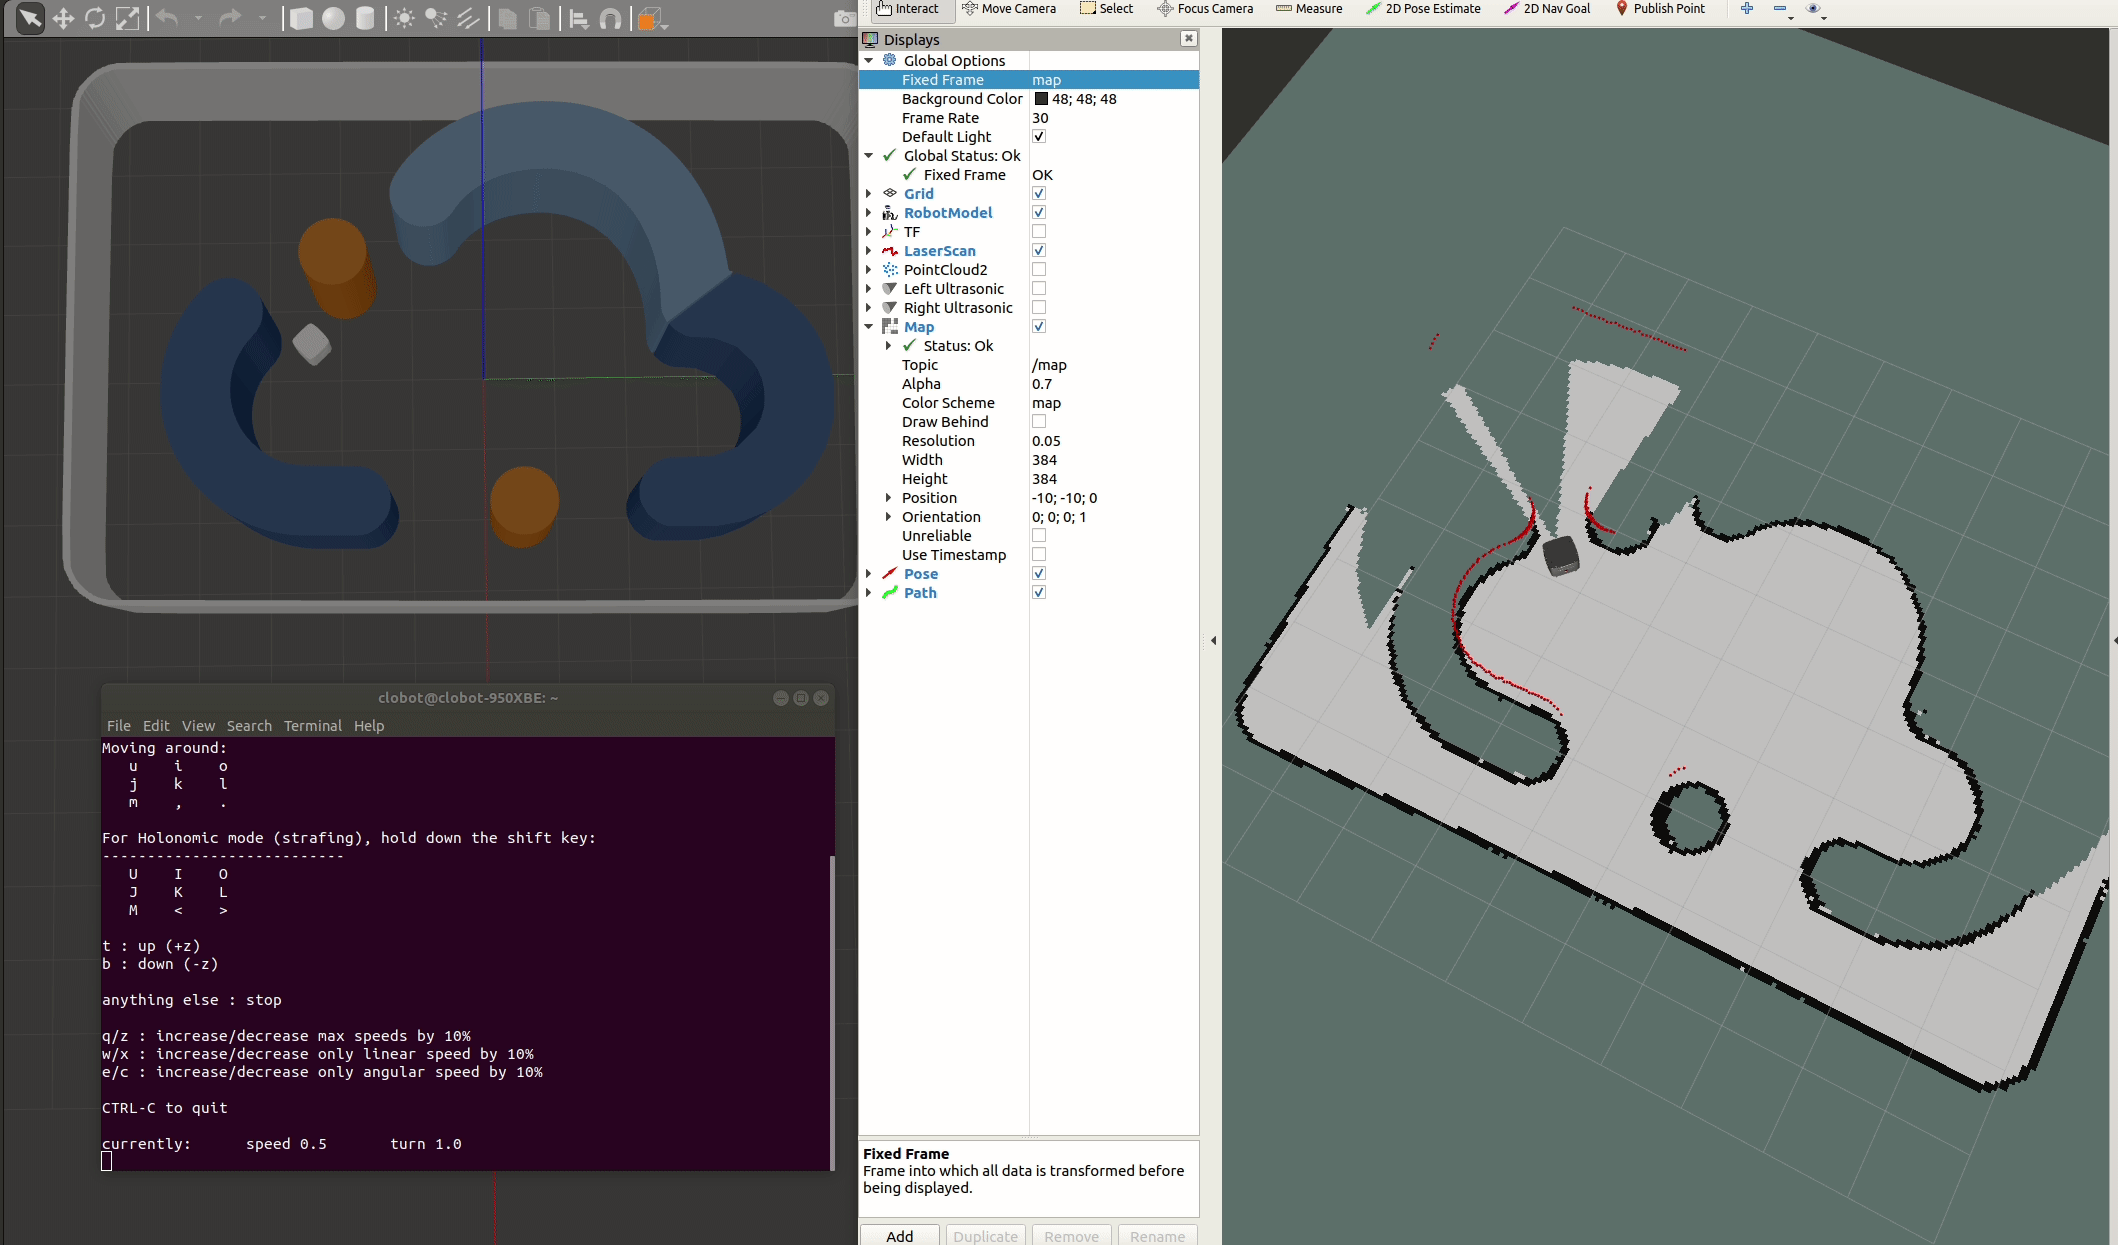 Interact Move Camera Select Focus Camera Measure 2D Pose Estimate 2D Nav Goal Publish Point
Displays
Global Options
Fixed Frame map
Background Color 48; 48; 48
Frame Rate 30
Default Light
Global Status: Ok
Fixed Frame OK
Grid
RobotModel
TF
LaserScan
PointCloud2
Left Ultrasonic
Right Ultrasonic
Map
Status: Ok
Topic /map
Alpha 0.7
Color Scheme map
Draw Behind
Resolution 0.05
Width 384
Height 384
Position -10; -10; 0
Orientation 0; 0; 0; 1
Unreliable
Use Timestamp
Pose
Path
Fixed Frame
Frame into which all data is transformed before
being displayed.
Add Duplicate Remove Rename
clobot@clobot-950XBE: ~
File Edit View Search Terminal Help
Moving around:
u i o
j k l
m , .
For Holonomic mode (strafing), hold down the shift key:
---------------------------
U I O
J K L
M < >
t : up (+z)
b : down (-z)
anything else : stop
q/z : increase/decrease max speeds by 10%
w/x : increase/decrease only linear speed by 10%
e/c : increase/decrease only angular speed by 10%
CTRL-C to quit
currently: speed 0.5 turn 1.0